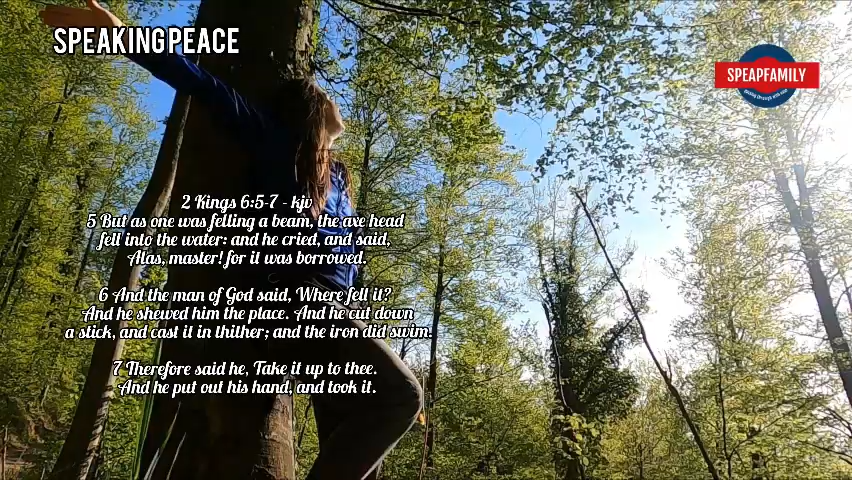 SPEAKING PEACE
SPEAPFAMILY
2 Kings 6:5-7 - kjv
5 But as one was felling a beam, the axe head
fell into the water: and he cried, and said,
Alas, master! for it was borrowed.
6 And the man of God said, Where fell it?
And he shewed him the place. And he cut down
a stick, and cast it in thither; and the iron did swim.
7 Therefore said he, Take it up to thee.
And he put out his hand, and took it.